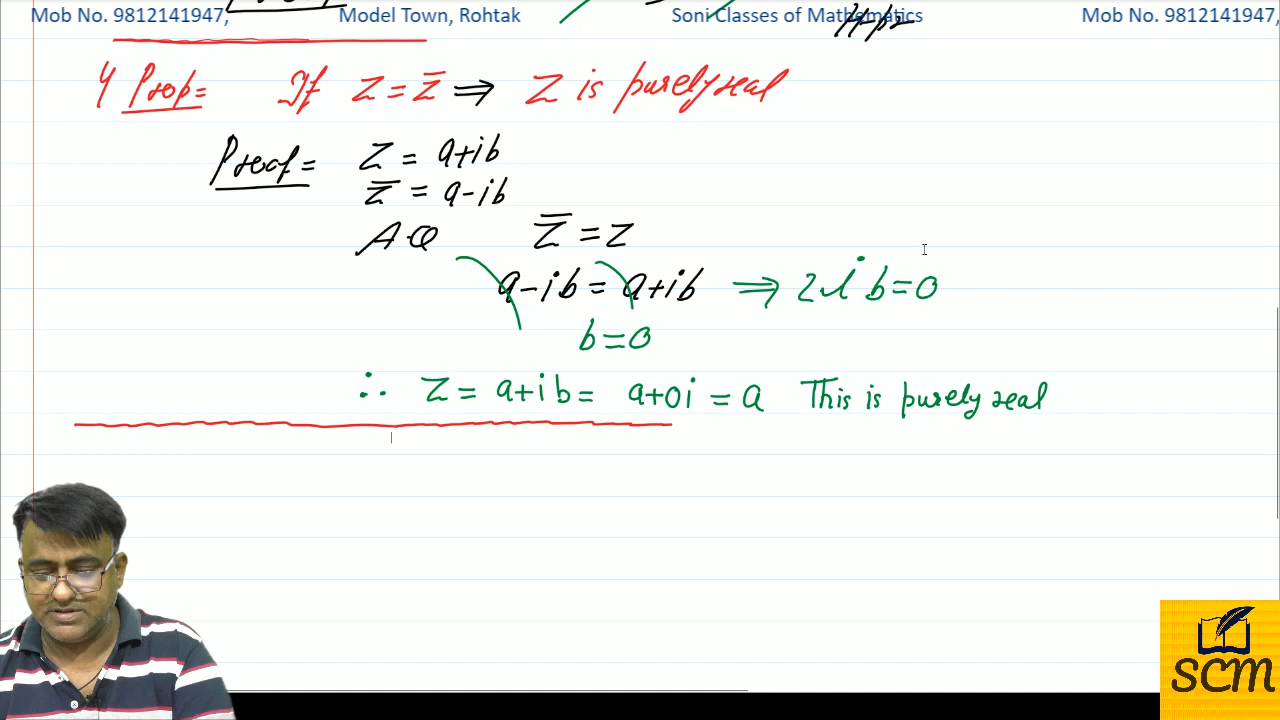 Mob No. 9812141947, Model Town, Rohtak Soni Classes of Mathematics Mob No. 9812141947,
4 Prop= If Z = Z̅ ⇒ Z is purely real
Proof= Z = a+ib
Z̅ = a-ib
A Q Z̅ = Z
a-ib = a+ib ⇒ 2ib=0
b=0
∴ Z = a+ib = a+0i = a This is purely real
SCM